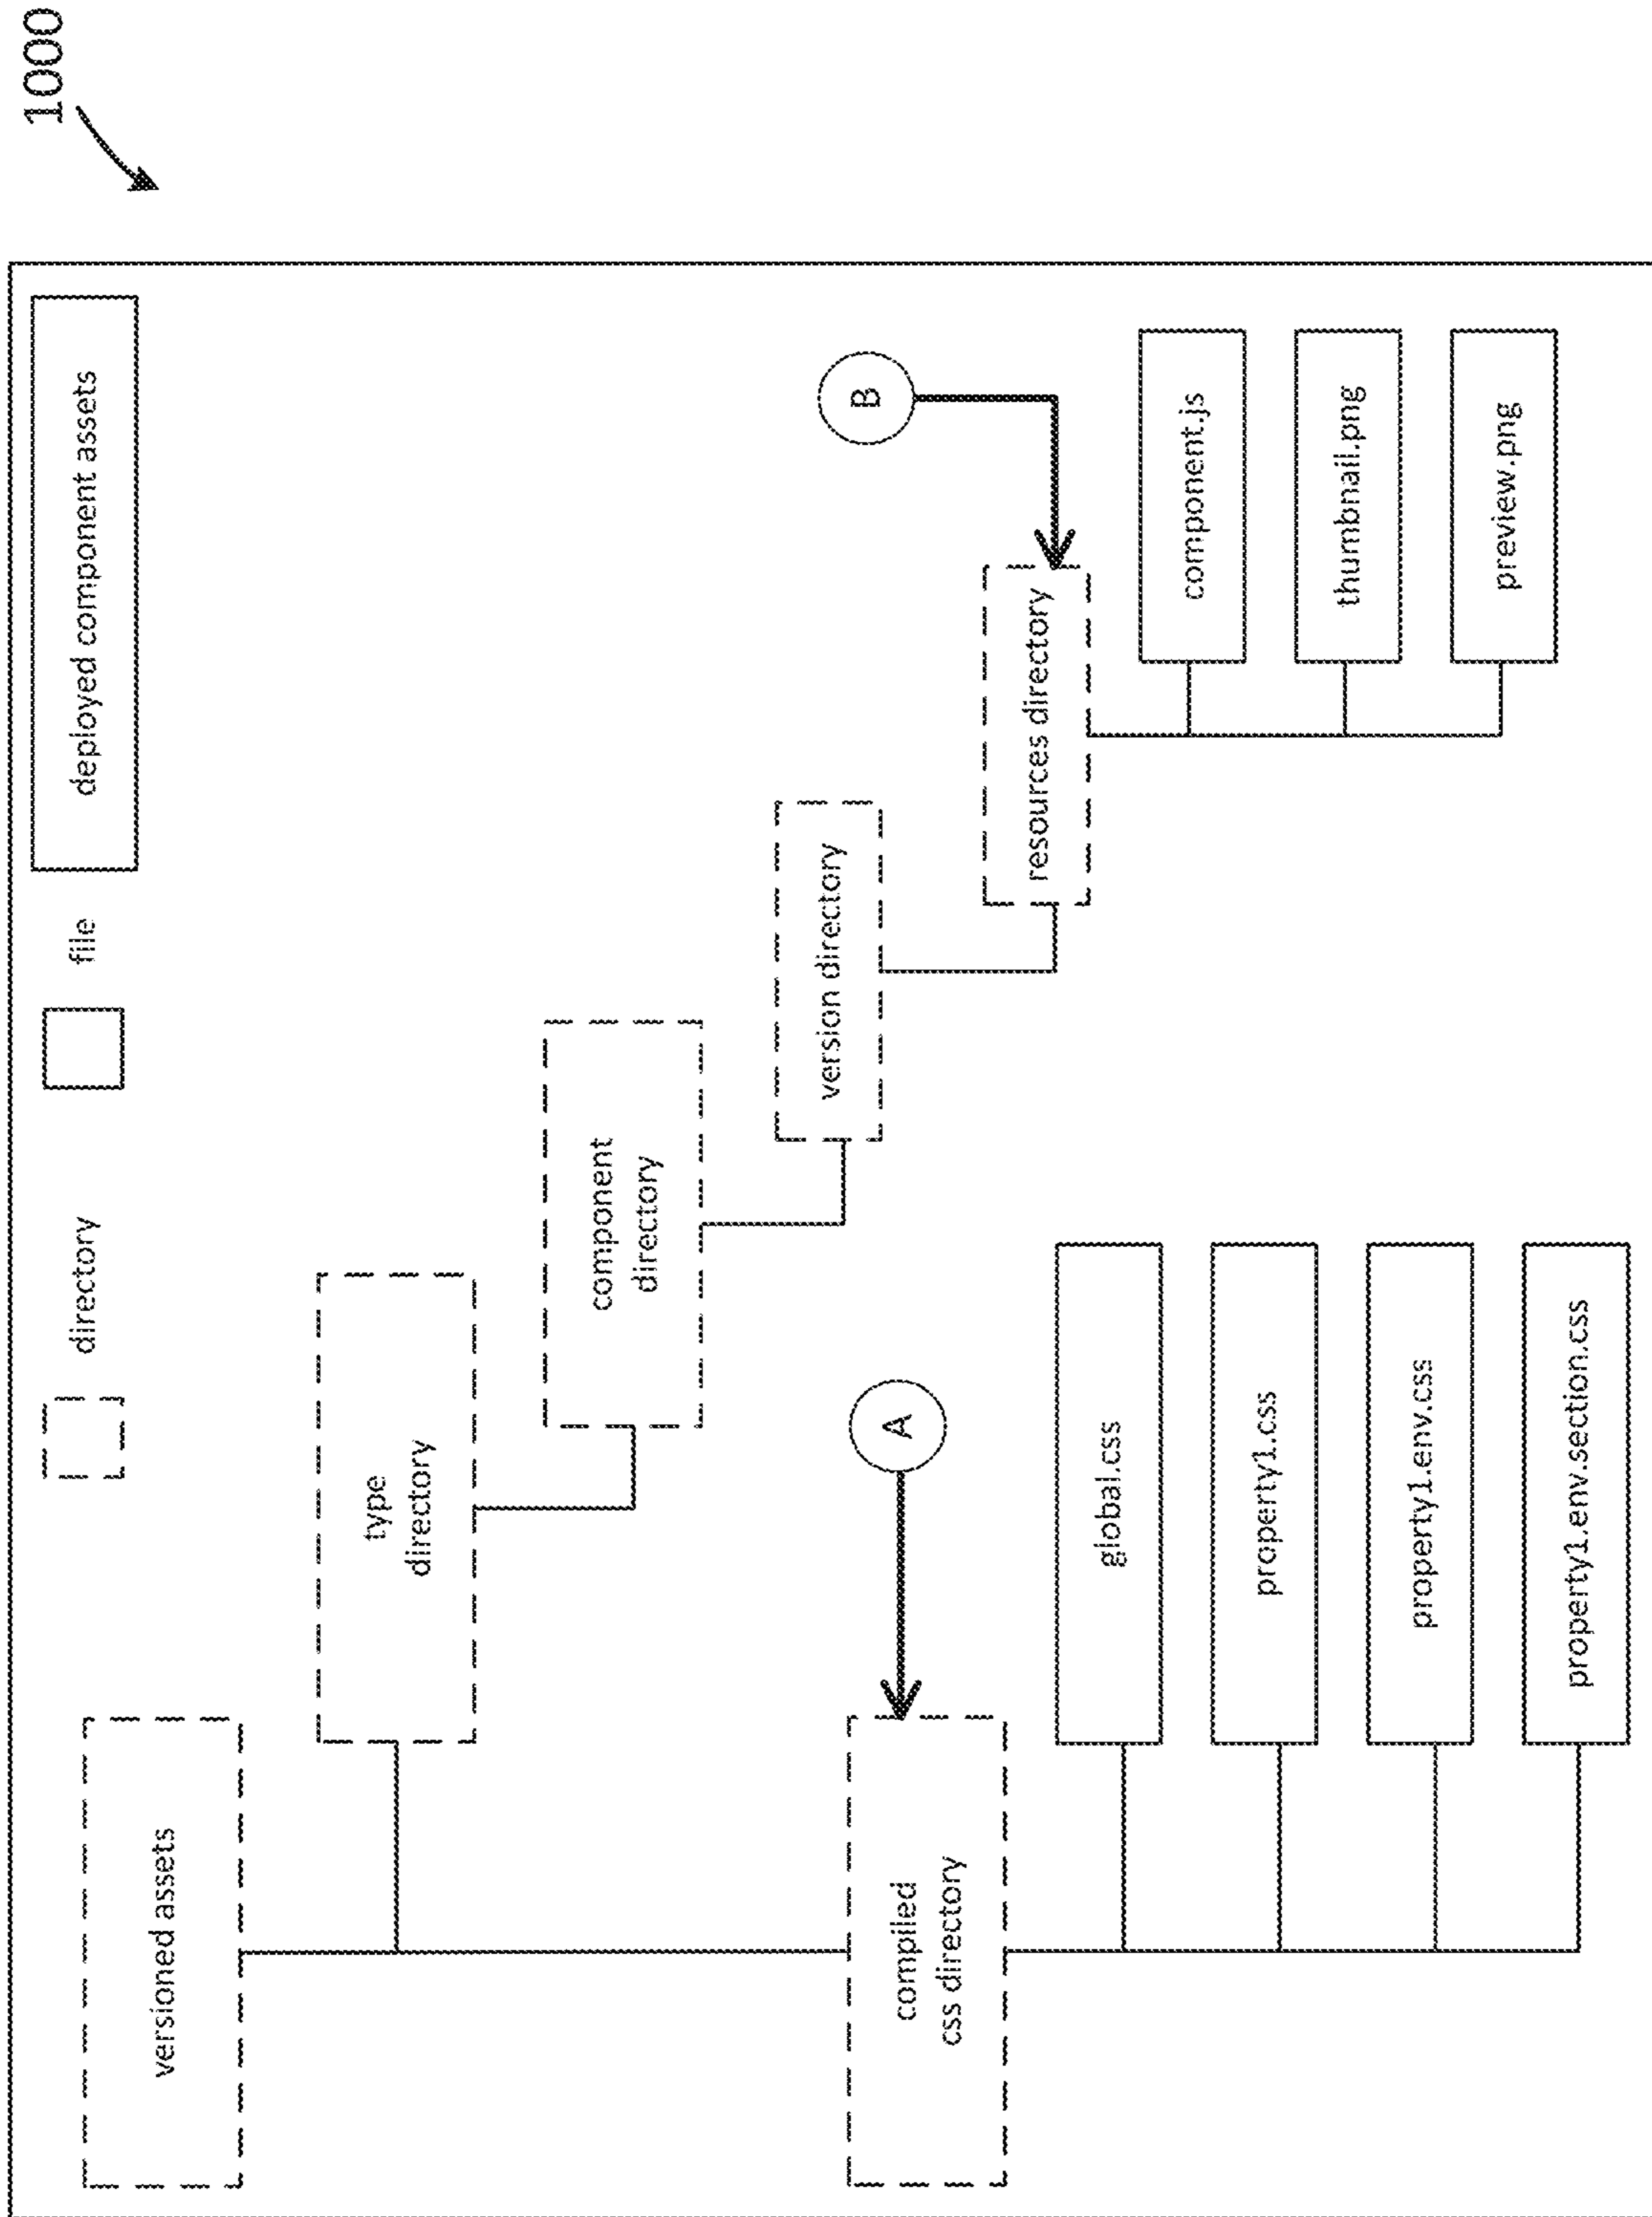 1000
directory
file
deployed component assets
versioned assets
type
directory
component
directory
version directory
resources directory
B
component.js
thumbnail.png
preview.png
A
compiled
css directory
global.css
property1.css
property1.env.css
property1.env.section.css